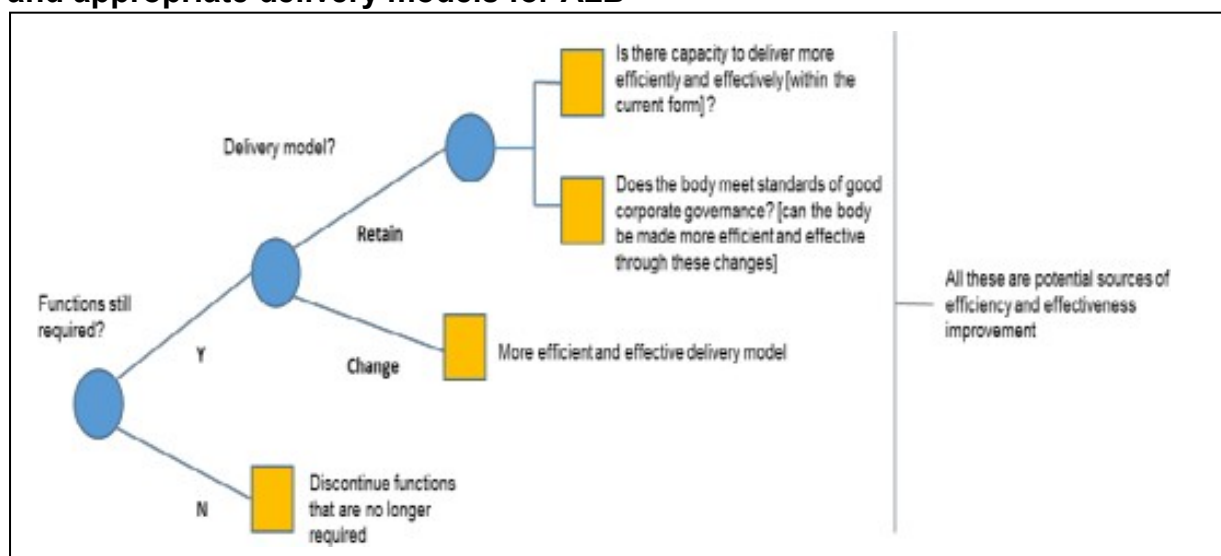 and appropriate delivery models for ALB
Is there capacity to deliver more
efficiently and effectively [within the
current form] ?
Delivery model?
Does the body meet standards of good
corporate governance? [can the body
be made more efficient and effective
through these changes]
Retain
All these are potential sources of
efficiency and effectiveness
improvement
Functions still
required?
Y
Change
More efficient and effective delivery model
N
Discontinue functions
that are no longer
required